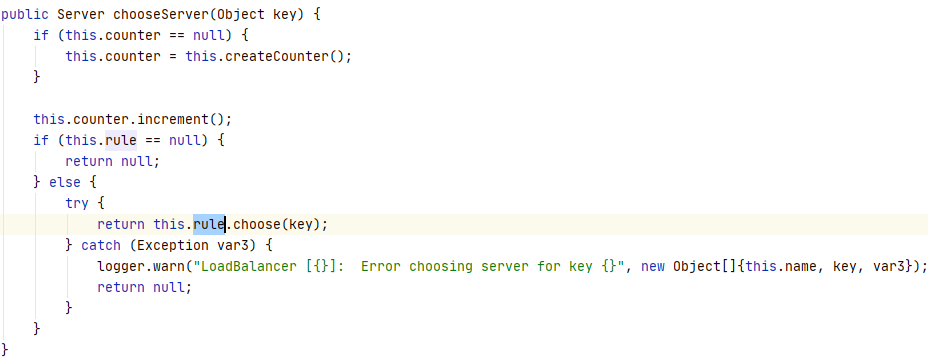 public Server chooseServer(Object key) {
    if (this.counter == null) {
        this.counter = this.createCounter();
    }

    this.counter.increment();
    if (this.rule == null) {
        return null;
    } else {
        try {
            return this.rule.choose(key);
        } catch (Exception var3) {
            logger.warn("LoadBalancer [{}]:  Error choosing server for key {}", new Object[]{this.name, key, var3});
            return null;
        }
    }
}